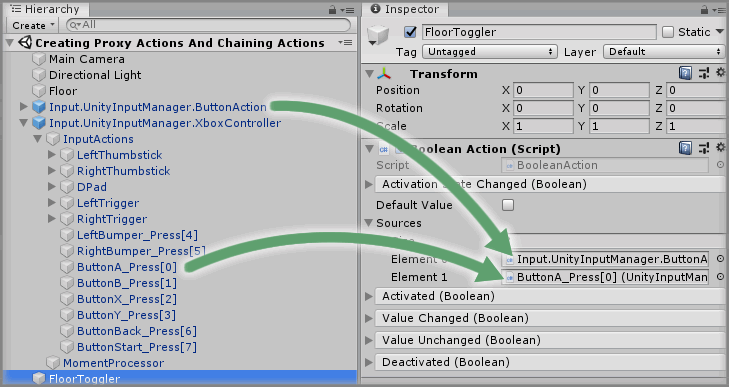 Hierarchy
Create All
Creating Proxy Actions And Chaining Actions
Main Camera
Directional Light
Floor
Input.UnityInputManager.ButtonAction
Input.UnityInputManager.XboxController
InputActions
LeftThumbstick
RightThumbstick
DPad
LeftTrigger
RightTrigger
LeftBumper_Press[4]
RightBumper_Press[5]
ButtonA_Press[0]
ButtonB_Press[1]
ButtonX_Press[2]
ButtonY_Press[3]
ButtonBack_Press[6]
ButtonStart_Press[7]
MomentProcessor
FloorToggler
Inspector
FloorToggler Static
Tag Untagged Layer Default
Transform
Position X 0 Y 0 Z 0
Rotation X 0 Y 0 Z 0
Scale X 1 Y 1 Z 1
Boolean Action (Script)
Script BooleanAction
Activation State Changed (Boolean)
Default Value
Sources
Element Input.UnityInputManager.ButtonA
Element 1 ButtonA_Press[0] (UnityInputMan
Activated (Boolean)
Value Changed (Boolean)
Value Unchanged (Boolean)
Deactivated (Boolean)